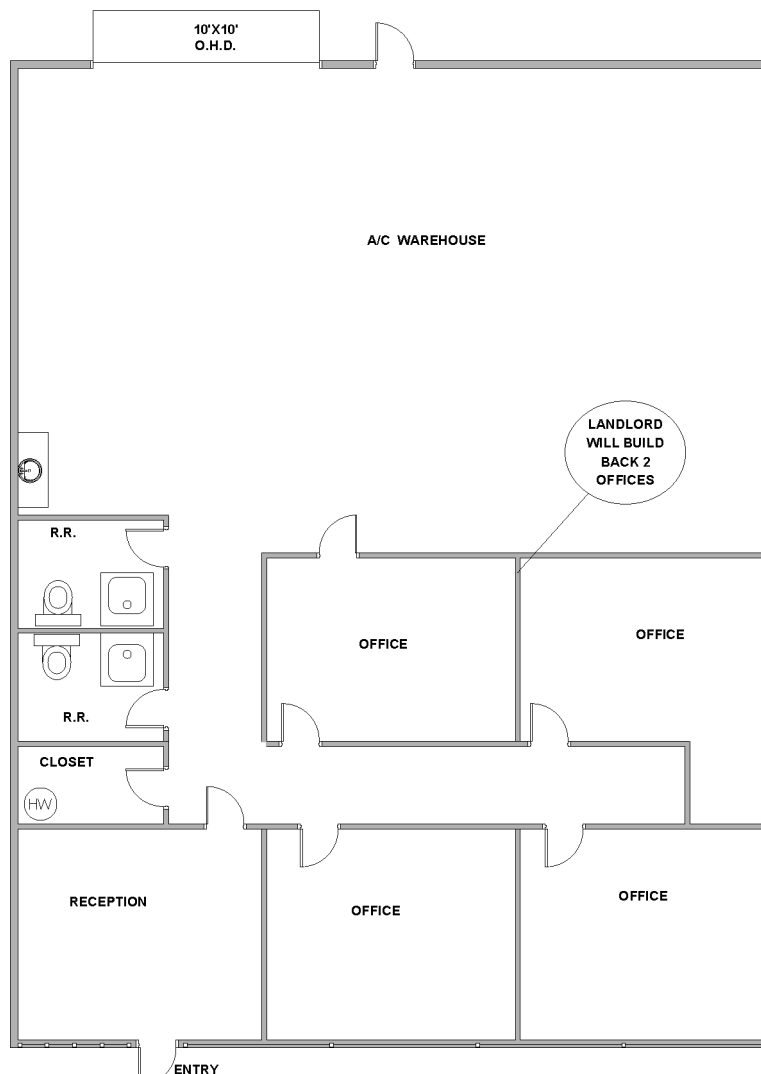 10'X10'
O.H.D.
A/C WAREHOUSE
LANDLORD
WILL BUILD
BACK 2
OFFICES
R.R.
OFFICE
OFFICE
R.R.
CLOSET
HW
RECEPTION
OFFICE
OFFICE
ENTRY